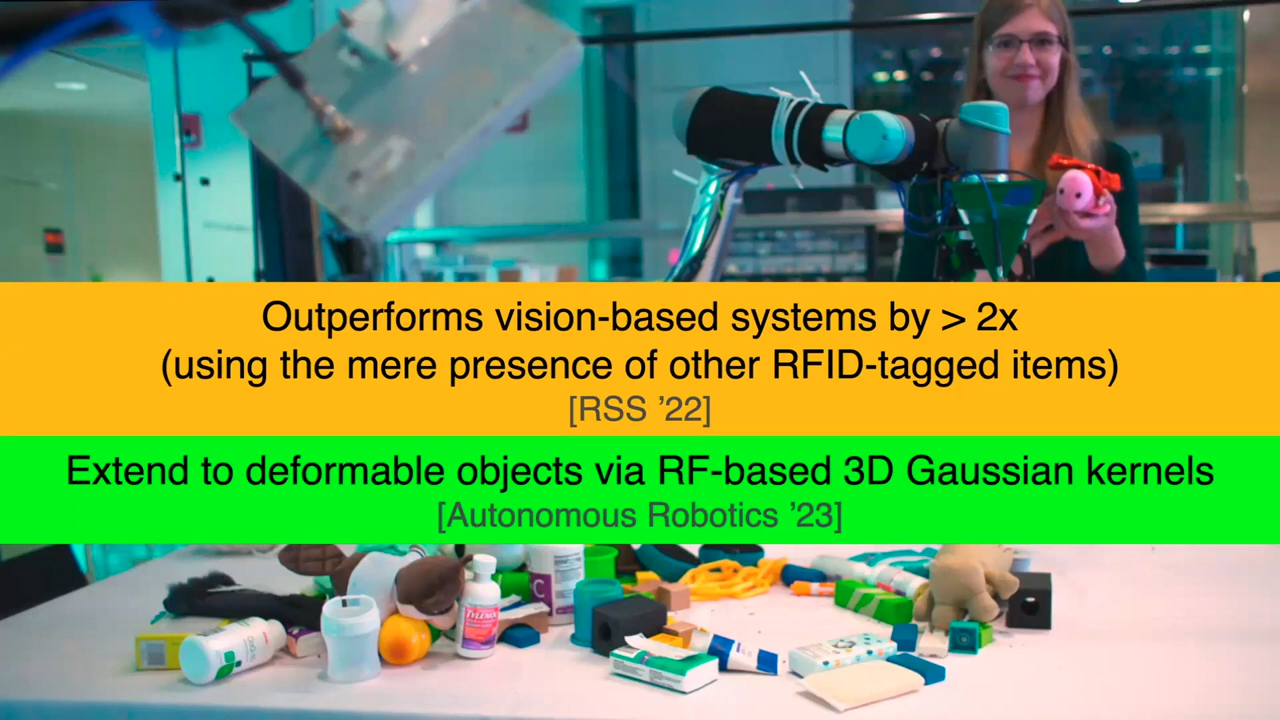 Outperforms vision-based systems by > 2x
(using the mere presence of other RFID-tagged items)
[RSS ’22]
Extend to deformable objects via RF-based 3D Gaussian kernels
[Autonomous Robotics ’23]
TYLENOL
C